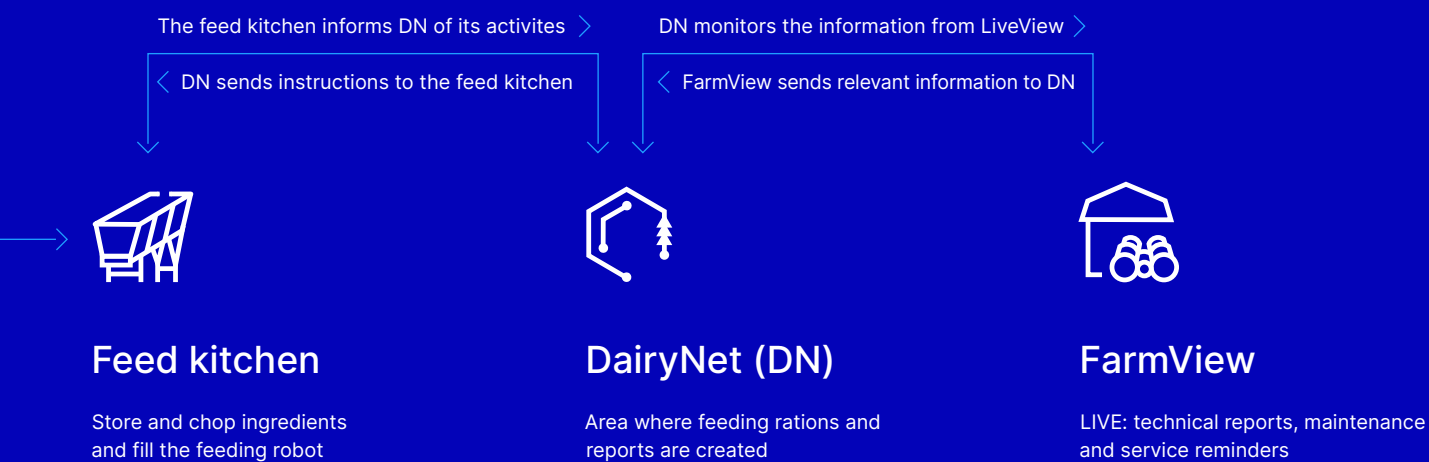 The feed kitchen informs DN of its activites
DN monitors the information from LiveView
DN sends instructions to the feed kitchen
FarmView sends relevant information to DN
Feed kitchen
Store and chop ingredients
and fill the feeding robot
DairyNet (DN)
Area where feeding rations and
reports are created
FarmView
LIVE: technical reports, maintenance
and service reminders